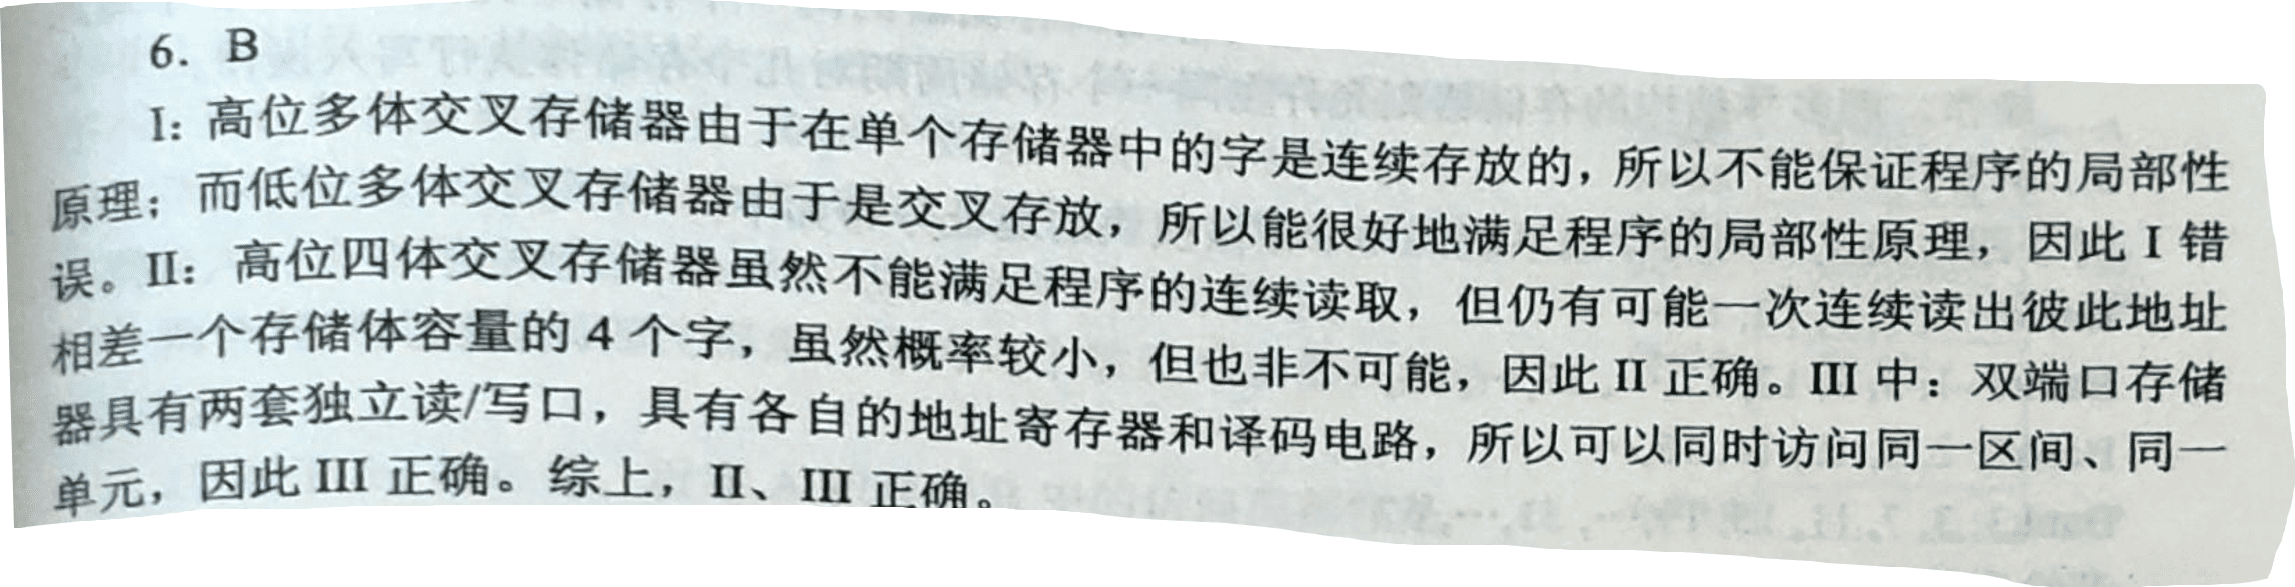 6. B
I: 高位多体交叉存储器由于在单个存储器中的字是连续存放的，所以不能保证程序的局部性
原理；而低位多体交叉存储器由于是交叉存放，所以能很好地满足程序的局部性原理，因此 I 错
误。II: 高位四体交叉存储器虽然不能满足程序的连续读取，但仍有可能一次连续读出彼此地址
相差一个存储体容量的 4 个字，虽然概率较小，但也非不可能，因此 II 正确。III 中：双端口存储
器具有两套独立读/写口，具有各自的地址寄存器和译码电路，所以可以同时访问同一区间、同一
单元，因此 III 正确。综上，II、III 正确。